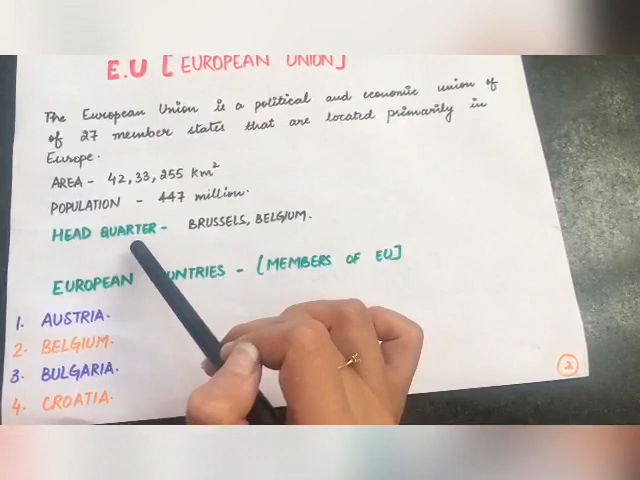 E.U [EUROPEAN UNION]
The European Union is a political and economic union of
of 27 member states that are located primarily in
Europe.
AREA - 42,33,255 km²
POPULATION - 447 million.
HEAD QUARTER - BRUSSELS, BELGIUM.
EUROPEAN UNTRIES - [MEMBERS OF EU]
1. AUSTRIA.
2. BELGIUM.
3. BULGARIA.
4. CROATIA.
2